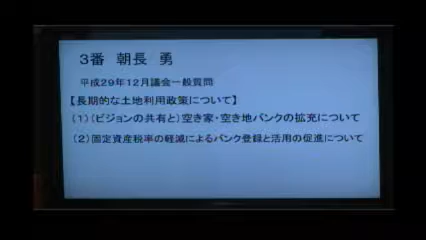 3番 朝長 勇
平成29年12月議会一般質問
【長期的な土地利用政策について】
(1)(ビジョンの共有と)空き家・空き地バンクの拡充について
(2)固定資産税率の軽減によるバンク登録と活用の促進について